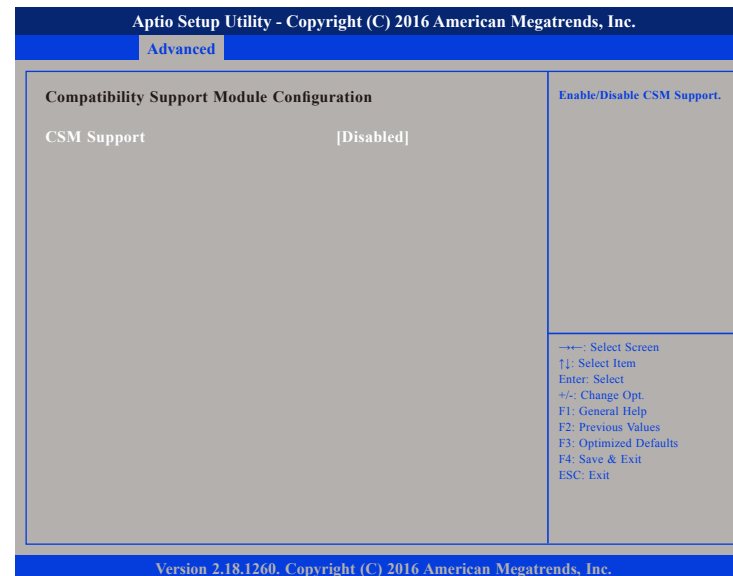 Aptio Setup Utility - Copyright (C) 2016 American Megatrends, Inc.
Advanced
Compatibility Support Module Configuration
CSM Support [Disabled]
Enable/Disable CSM Support.
→←: Select Screen
↑↓: Select Item
Enter: Select
+/-: Change Opt.
F1: General Help
F2: Previous Values
F3: Optimized Defaults
F4: Save & Exit
ESC: Exit
Version 2.18.1260. Copyright (C) 2016 American Megatrends, Inc.